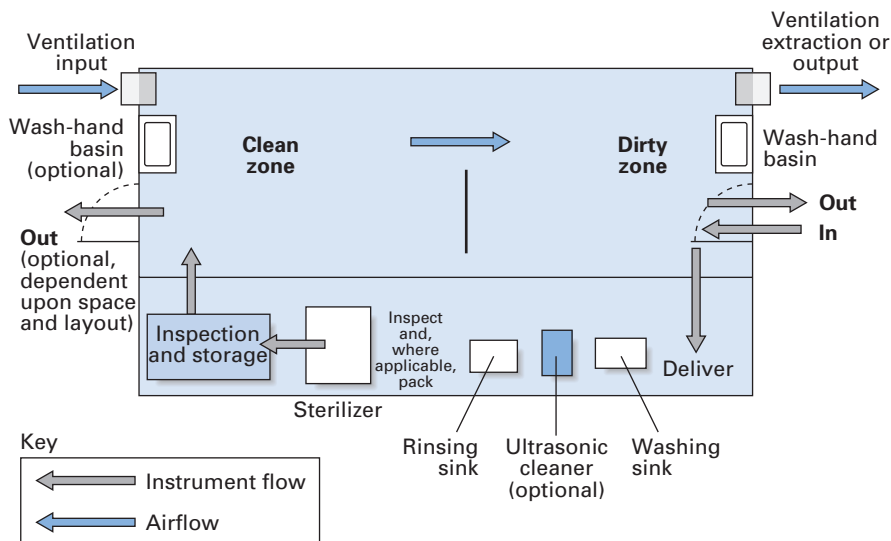 Ventilation
input
Ventilation
extraction or
output
Wash-hand
basin
(optional)
Clean
zone
Dirty
zone
Wash-hand
basin
Out
(optional,
dependent
upon space
and layout)
Out
In
Inspection
and storage
Inspect
and,
where
applicable,
pack
Deliver
Sterilizer
Rinsing
sink
Ultrasonic
cleaner
(optional)
Washing
sink
Key
Instrument flow
Airflow